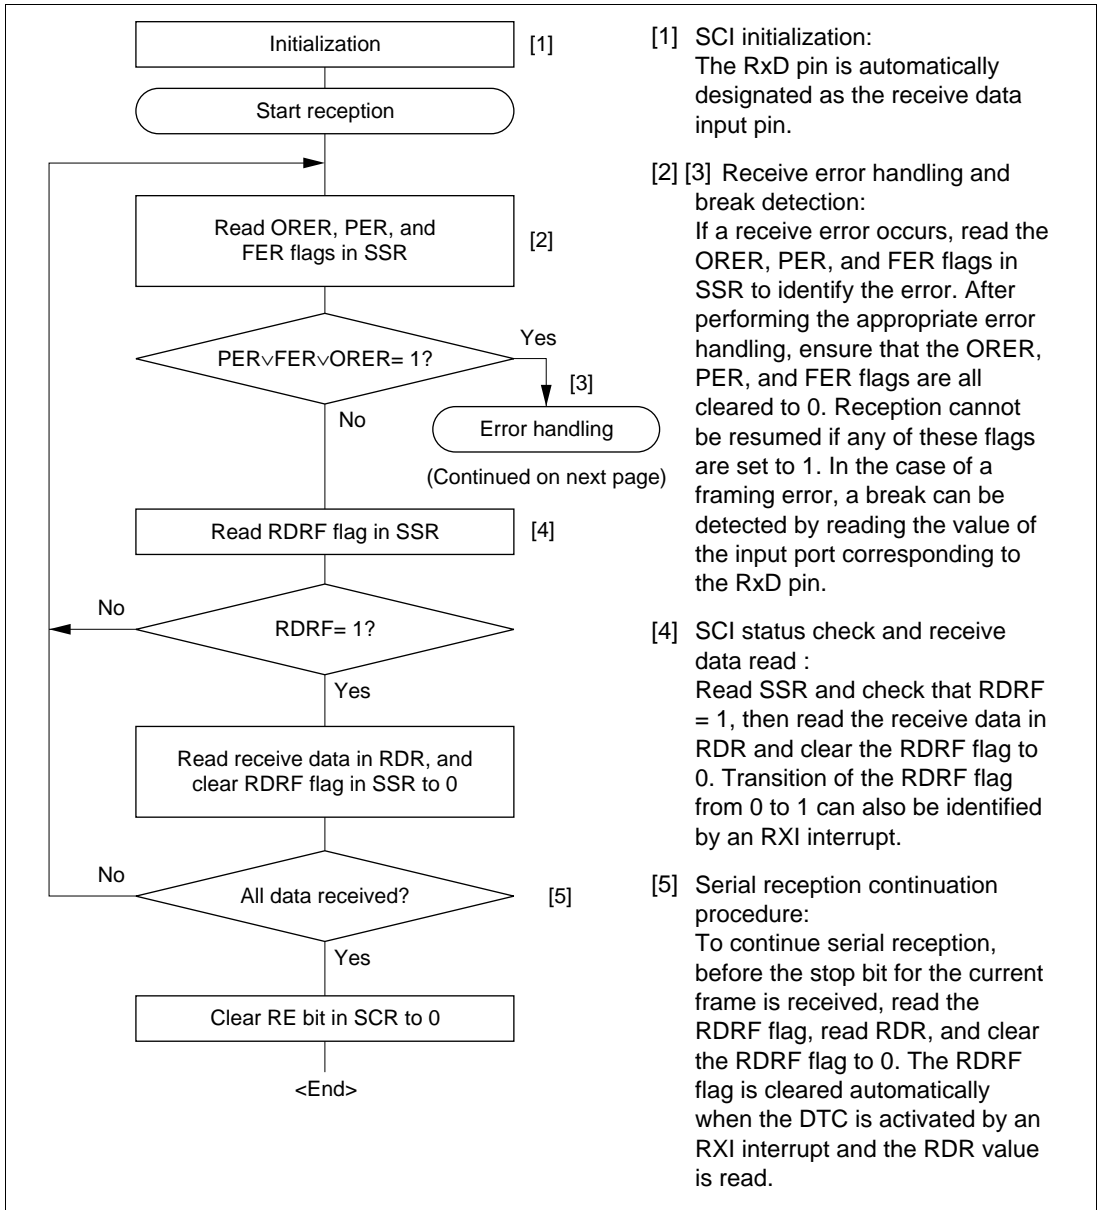 Initialization [1]
Start reception
Read ORER, PER, and
FER flags in SSR
[2]
PER∨FER∨ORER= 1?
Yes
[3]
No
Error handling
(Continued on next page)
Read RDRF flag in SSR [4]
No
RDRF= 1?
Yes
Read receive data in RDR, and
clear RDRF flag in SSR to 0
No
All data received? [5]
Yes
Clear RE bit in SCR to 0
<End>
[1] SCI initialization:
The RxD pin is automatically
designated as the receive data
input pin.
[2] [3] Receive error handling and
break detection:
If a receive error occurs, read the
ORER, PER, and FER flags in
SSR to identify the error. After
performing the appropriate error
handling, ensure that the ORER,
PER, and FER flags are all
cleared to 0. Reception cannot
be resumed if any of these flags
are set to 1. In the case of a
framing error, a break can be
detected by reading the value of
the input port corresponding to
the RxD pin.
[4] SCI status check and receive
data read :
Read SSR and check that RDRF
= 1, then read the receive data in
RDR and clear the RDRF flag to
0. Transition of the RDRF flag
from 0 to 1 can also be identified
by an RXI interrupt.
[5] Serial reception continuation
procedure:
To continue serial reception,
before the stop bit for the current
frame is received, read the
RDRF flag, read RDR, and clear
the RDRF flag to 0. The RDRF
flag is cleared automatically
when the DTC is activated by an
RXI interrupt and the RDR value
is read.